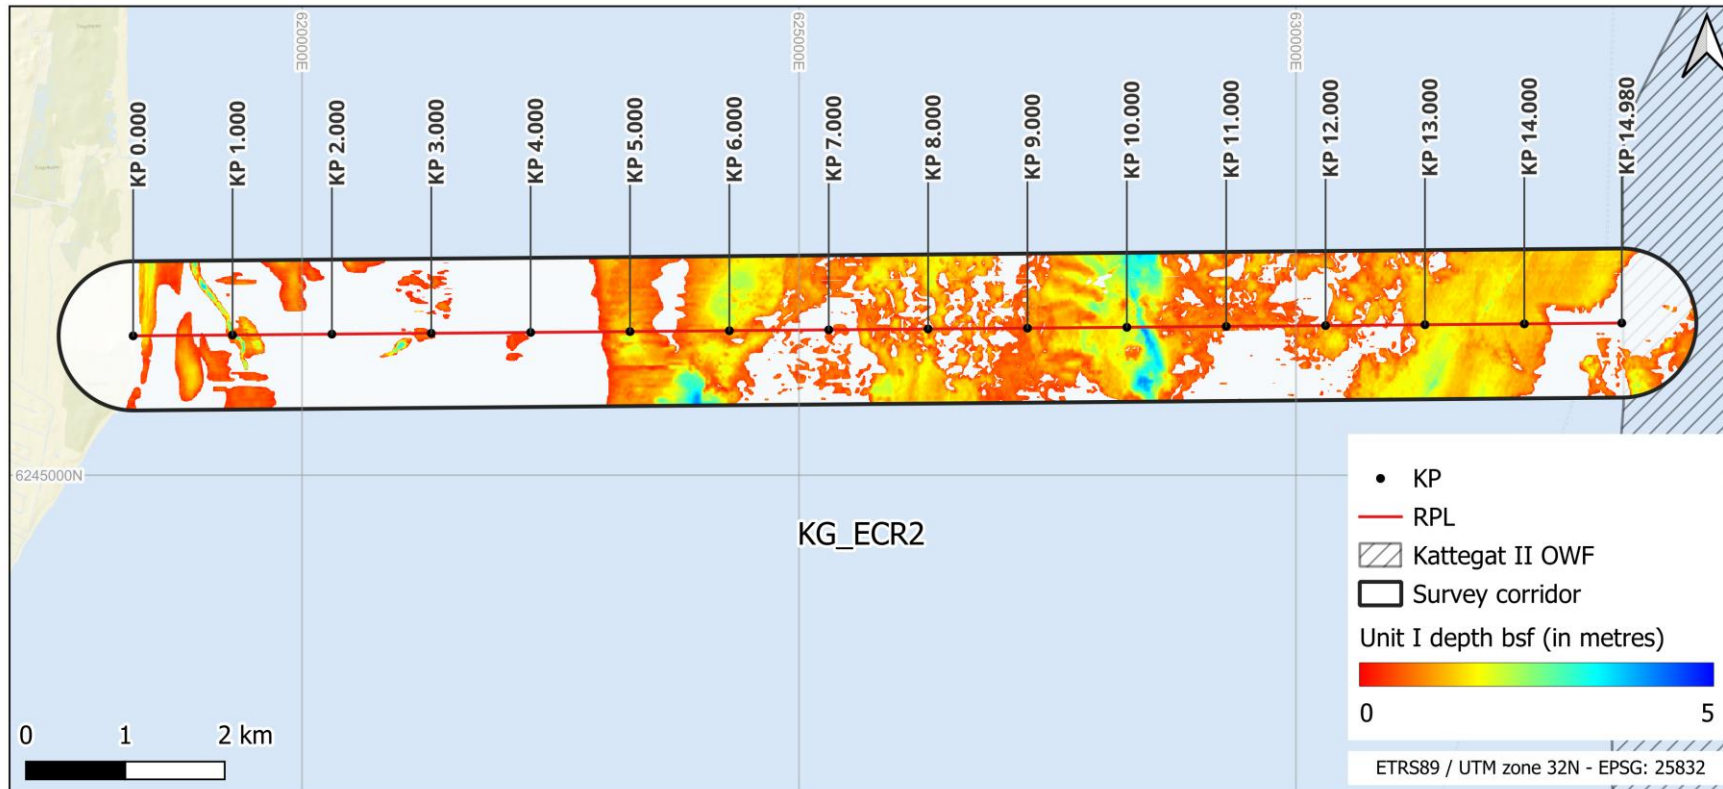 620000E
625000E
630000E
KP 0.000
KP 1.000
KP 2.000
KP 3.000
KP 4.000
KP 5.000
KP 6.000
KP 7.000
KP 8.000
KP 9.000
KP 10.000
KP 11.000
KP 12.000
KP 13.000
KP 14.000
KP 14.980
6245000N
KG_ECR2
KP
RPL
Kattegat II OWF
Survey corridor
Unit I depth bsf (in metres)
0 5
0 1 2 km
ETRS89 / UTM zone 32N - EPSG: 25832